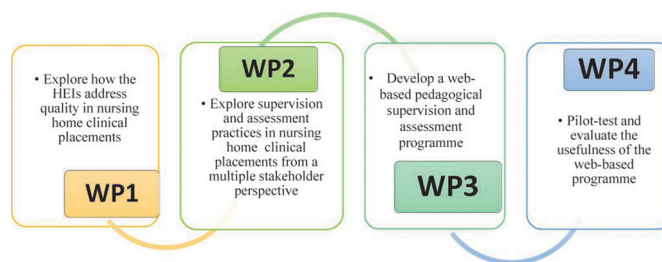 • Explore how the
HEIs address
quality in nursing
home clinical
placements
WP1
WP2
• Explore supervision
and assessment
practices in nursing
home clinical
placements from a
multiple stakeholder
perspective
• Develop a web-
based pedagogical
supervision and
assessment
programme
WP3
WP4
• Pilot-test and
evaluate the
usefulness of the
web-based
programme